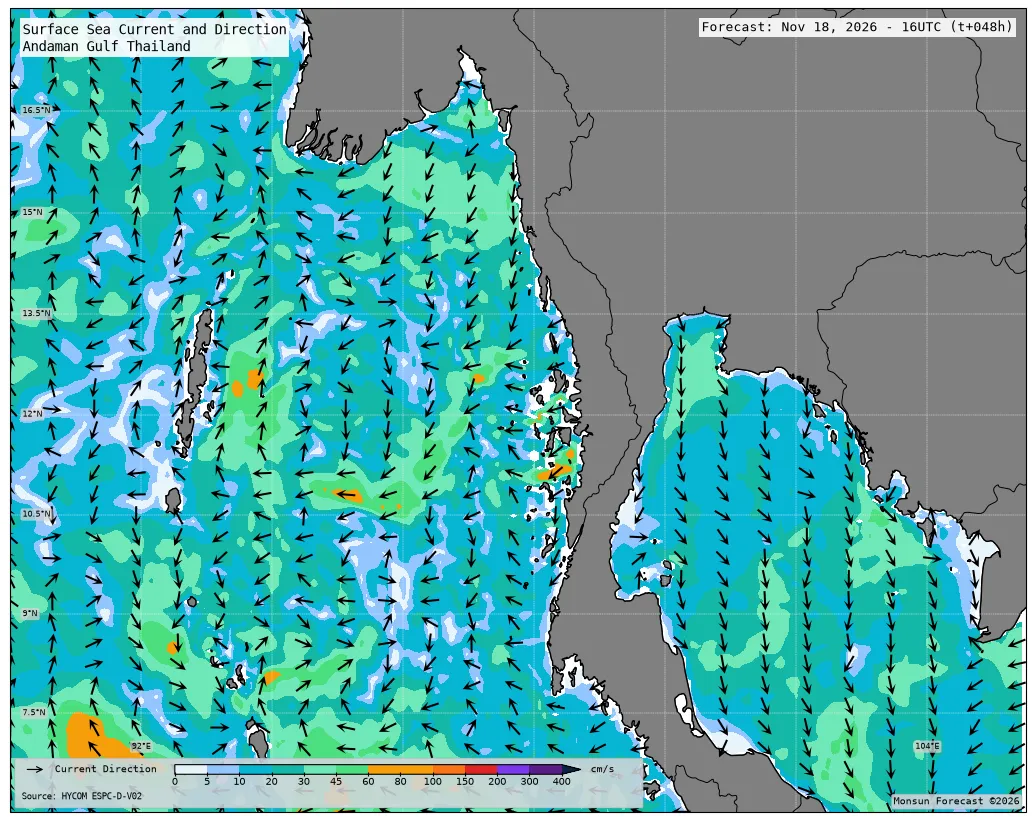 Surface Sea Current and Direction
Andaman Gulf Thailand
Forecast: Nov 18, 2026 - 16UTC (t+048h)
16.5°N
15°N
13.5°N
12°N
10.5°N
9°N
7.5°N
92°E
104°E
Current Direction
0 5 10 20 30 45 60 80 100 150 200 300 400 cm/s
Source: HYCOM ESPC-D-V02
Monsun Forecast ©2026